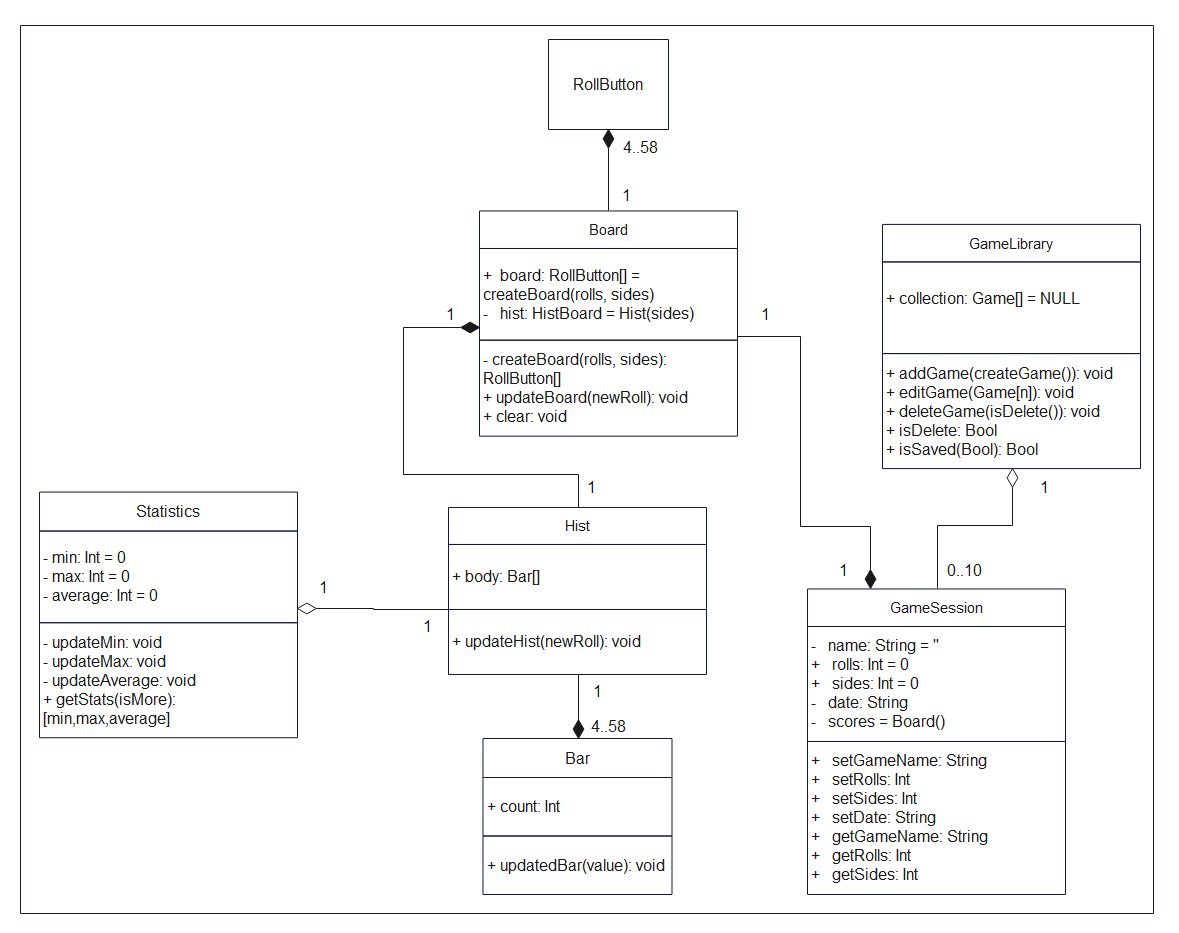 RollButton
4..58
1
Board
+ board: RollButton[] =
createBoard(rolls, sides)
- hist: HistBoard = Hist(sides)
- createBoard(rolls, sides):
RollButton[]
+ updateBoard(newRoll): void
+ clear: void
1
1
GameLibrary
+ collection: Game[] = NULL
+ addGame(createGame()): void
+ editGame(Game[n]): void
+ deleteGame(isDelete()): void
+ isDelete: Bool
+ isSaved(Bool): Bool
1
0..10
1
1
Statistics
- min: Int = 0
- max: Int = 0
- average: Int = 0
- updateMin: void
- updateMax: void
- updateAverage: void
+ getStats(isMore):
[min,max,average]
1
1
Hist
+ body: Bar[]
+ updateHist(newRoll): void
1
4..58
Bar
+ count: Int
+ updatedBar(value): void
GameSession
- name: String = ''
+ rolls: Int = 0
+ sides: Int = 0
- date: String
- scores = Board()
+ setGameName: String
+ setRolls: Int
+ setSides: Int
+ setDate: String
+ getGameName: String
+ getRolls: Int
+ getSides: Int